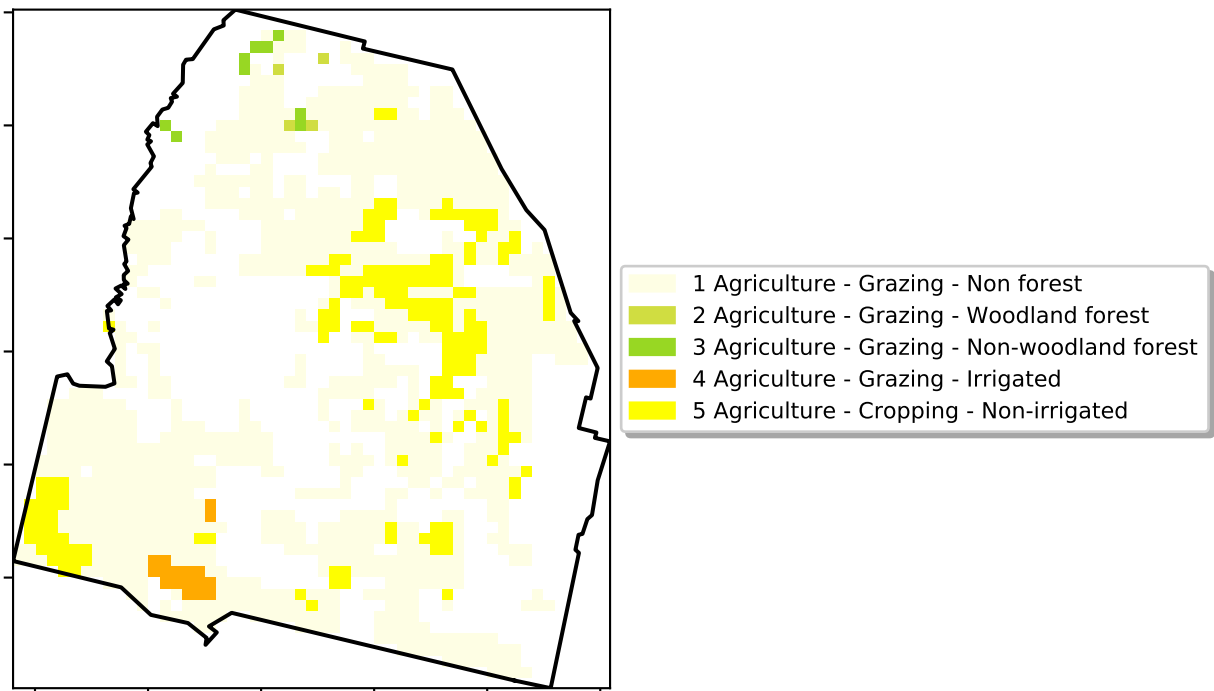 1 Agriculture - Grazing - Non forest
2 Agriculture - Grazing - Woodland forest
3 Agriculture - Grazing - Non-woodland forest
4 Agriculture - Grazing - Irrigated
5 Agriculture - Cropping - Non-irrigated